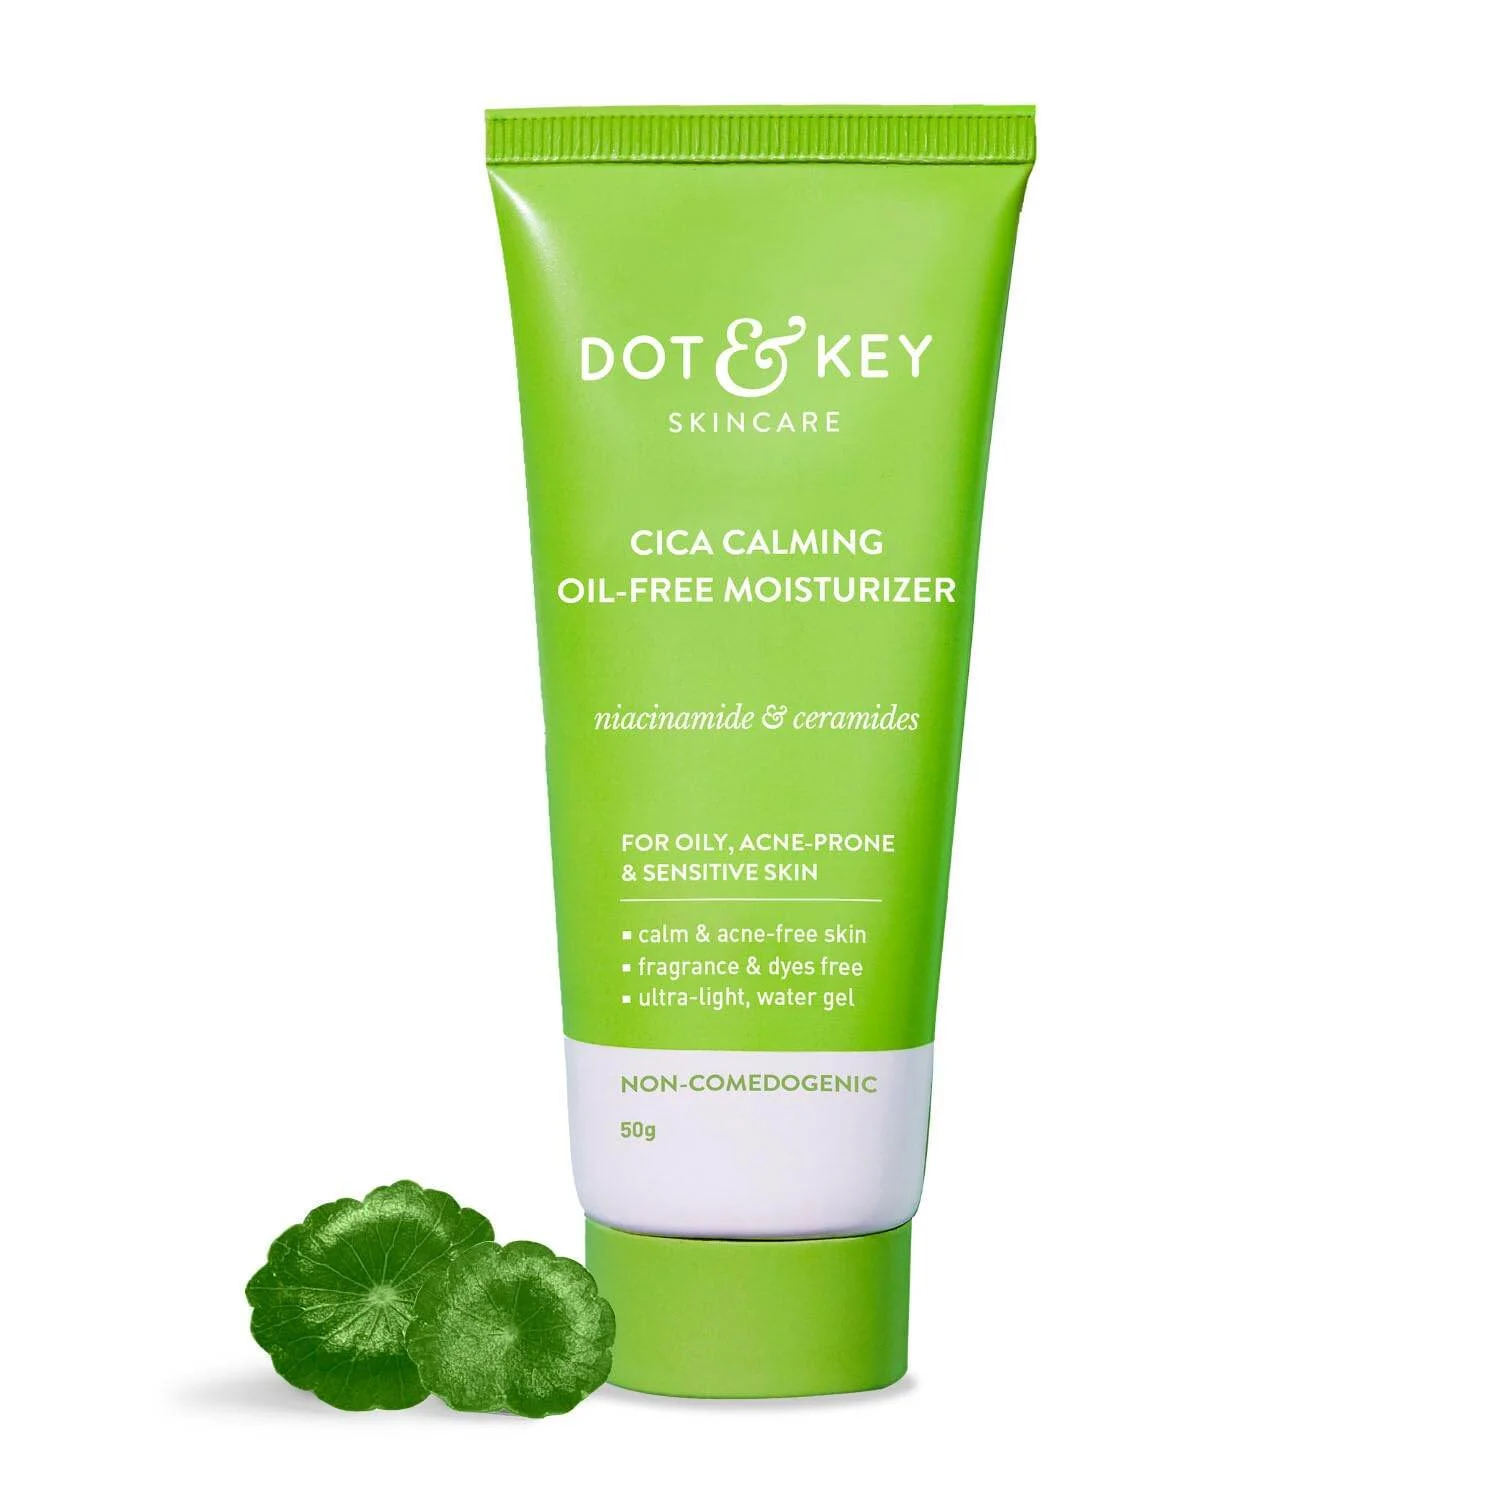 DOT & KEY
SKINCARE
CICA CALMING
OIL-FREE MOISTURIZER
niacinamide & ceramides
FOR OILY, ACNE-PRONE
& SENSITIVE SKIN
▪ calm & acne-free skin
▪ fragrance & dyes free
▪ ultra-light, water gel
NON-COMEDOGENIC
50g